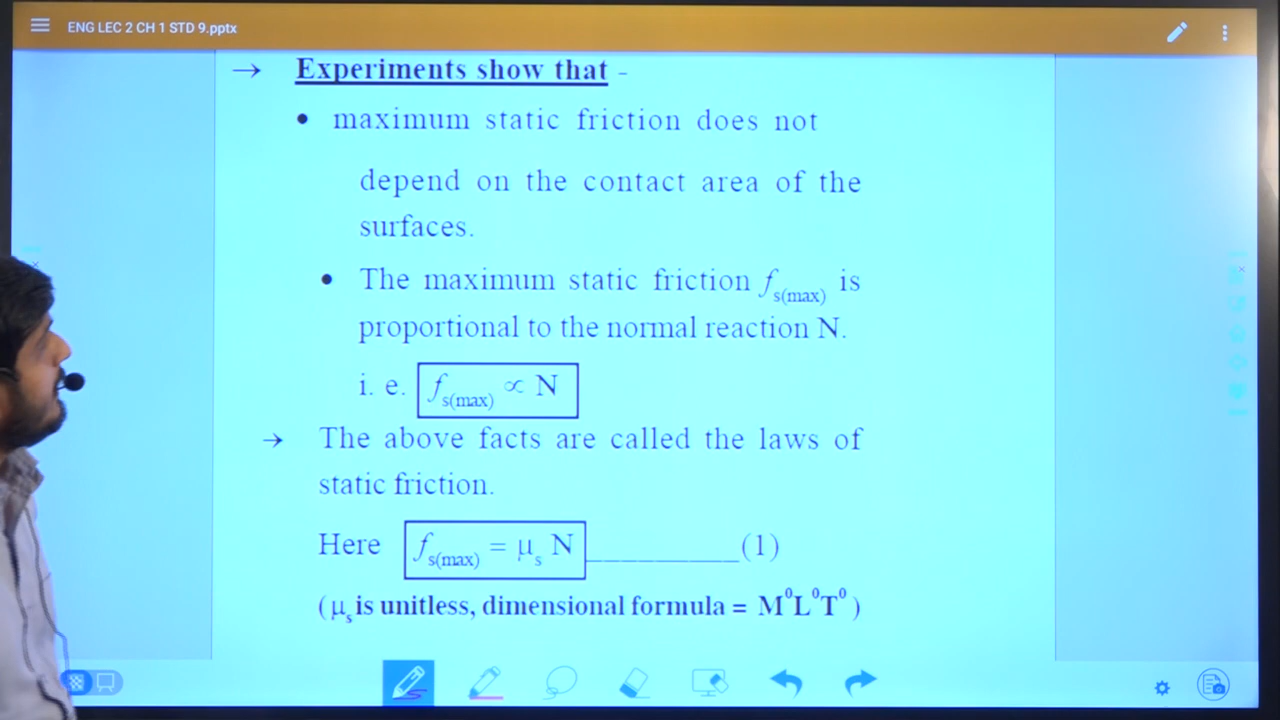 ENG LEC 2 CH 1 STD 9.pptx
→ Experiments show that -
• maximum static friction does not
depend on the contact area of the
surfaces.
• The maximum static friction fₛ₍ₘₐₓ₎ is
proportional to the normal reaction N.
i. e. fₛ₍ₘₐₓ₎ ∝ N
→ The above facts are called the laws of
static friction.
Here fₛ₍ₘₐₓ₎ = μₛ N __________(1)
(μₛ is unitless, dimensional formula = M⁰L⁰T⁰ )